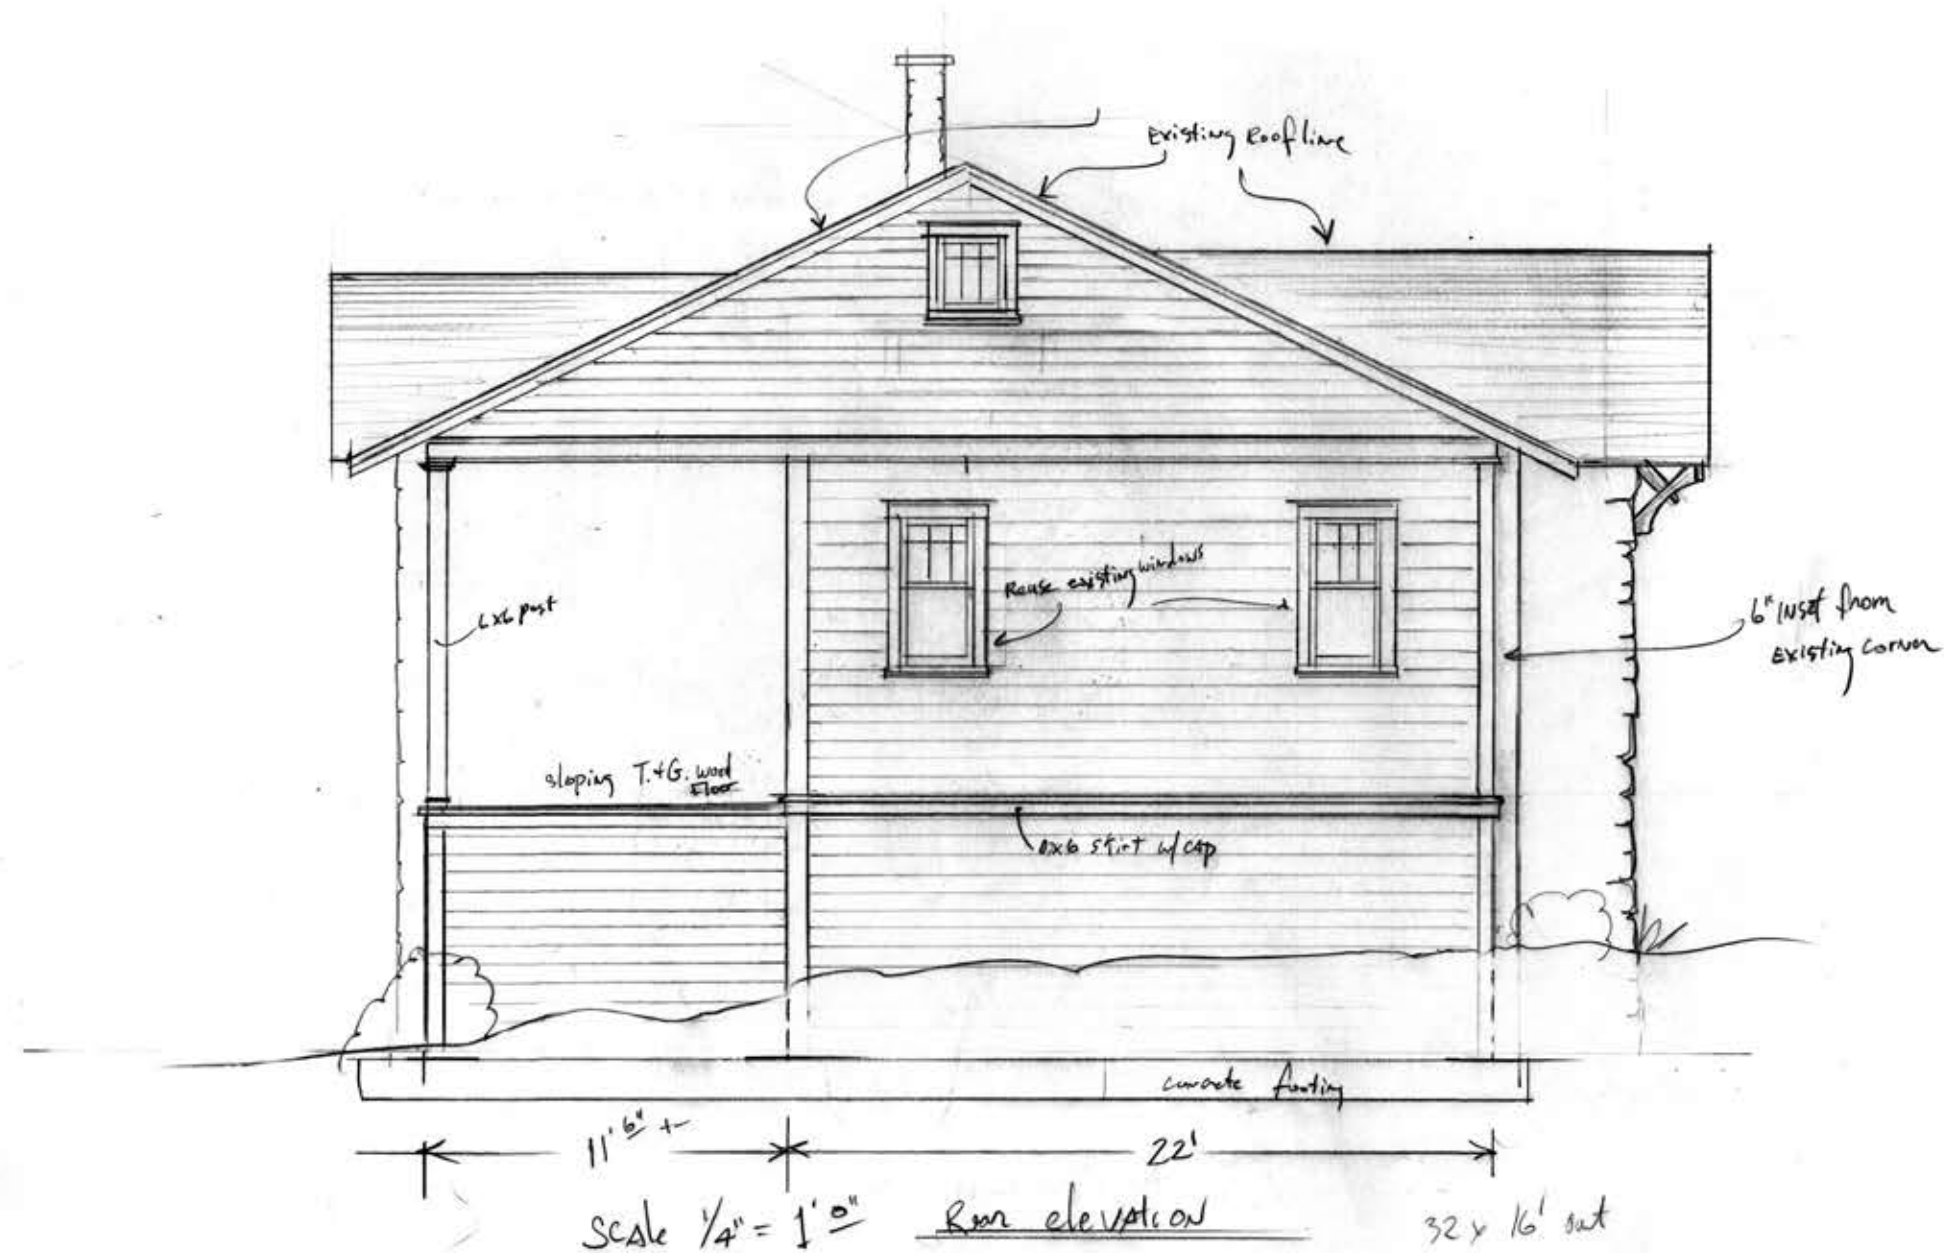 Existing Roofline
Reuse existing windows
6x6 post
6" Inset from
Existing Corner
sloping T.+G. wood
Floor
skirt w/ cap
concrete footing
11' 6" +-
22'
Scale 1/4" = 1' 0"
Rear elevation
32 x 16' out